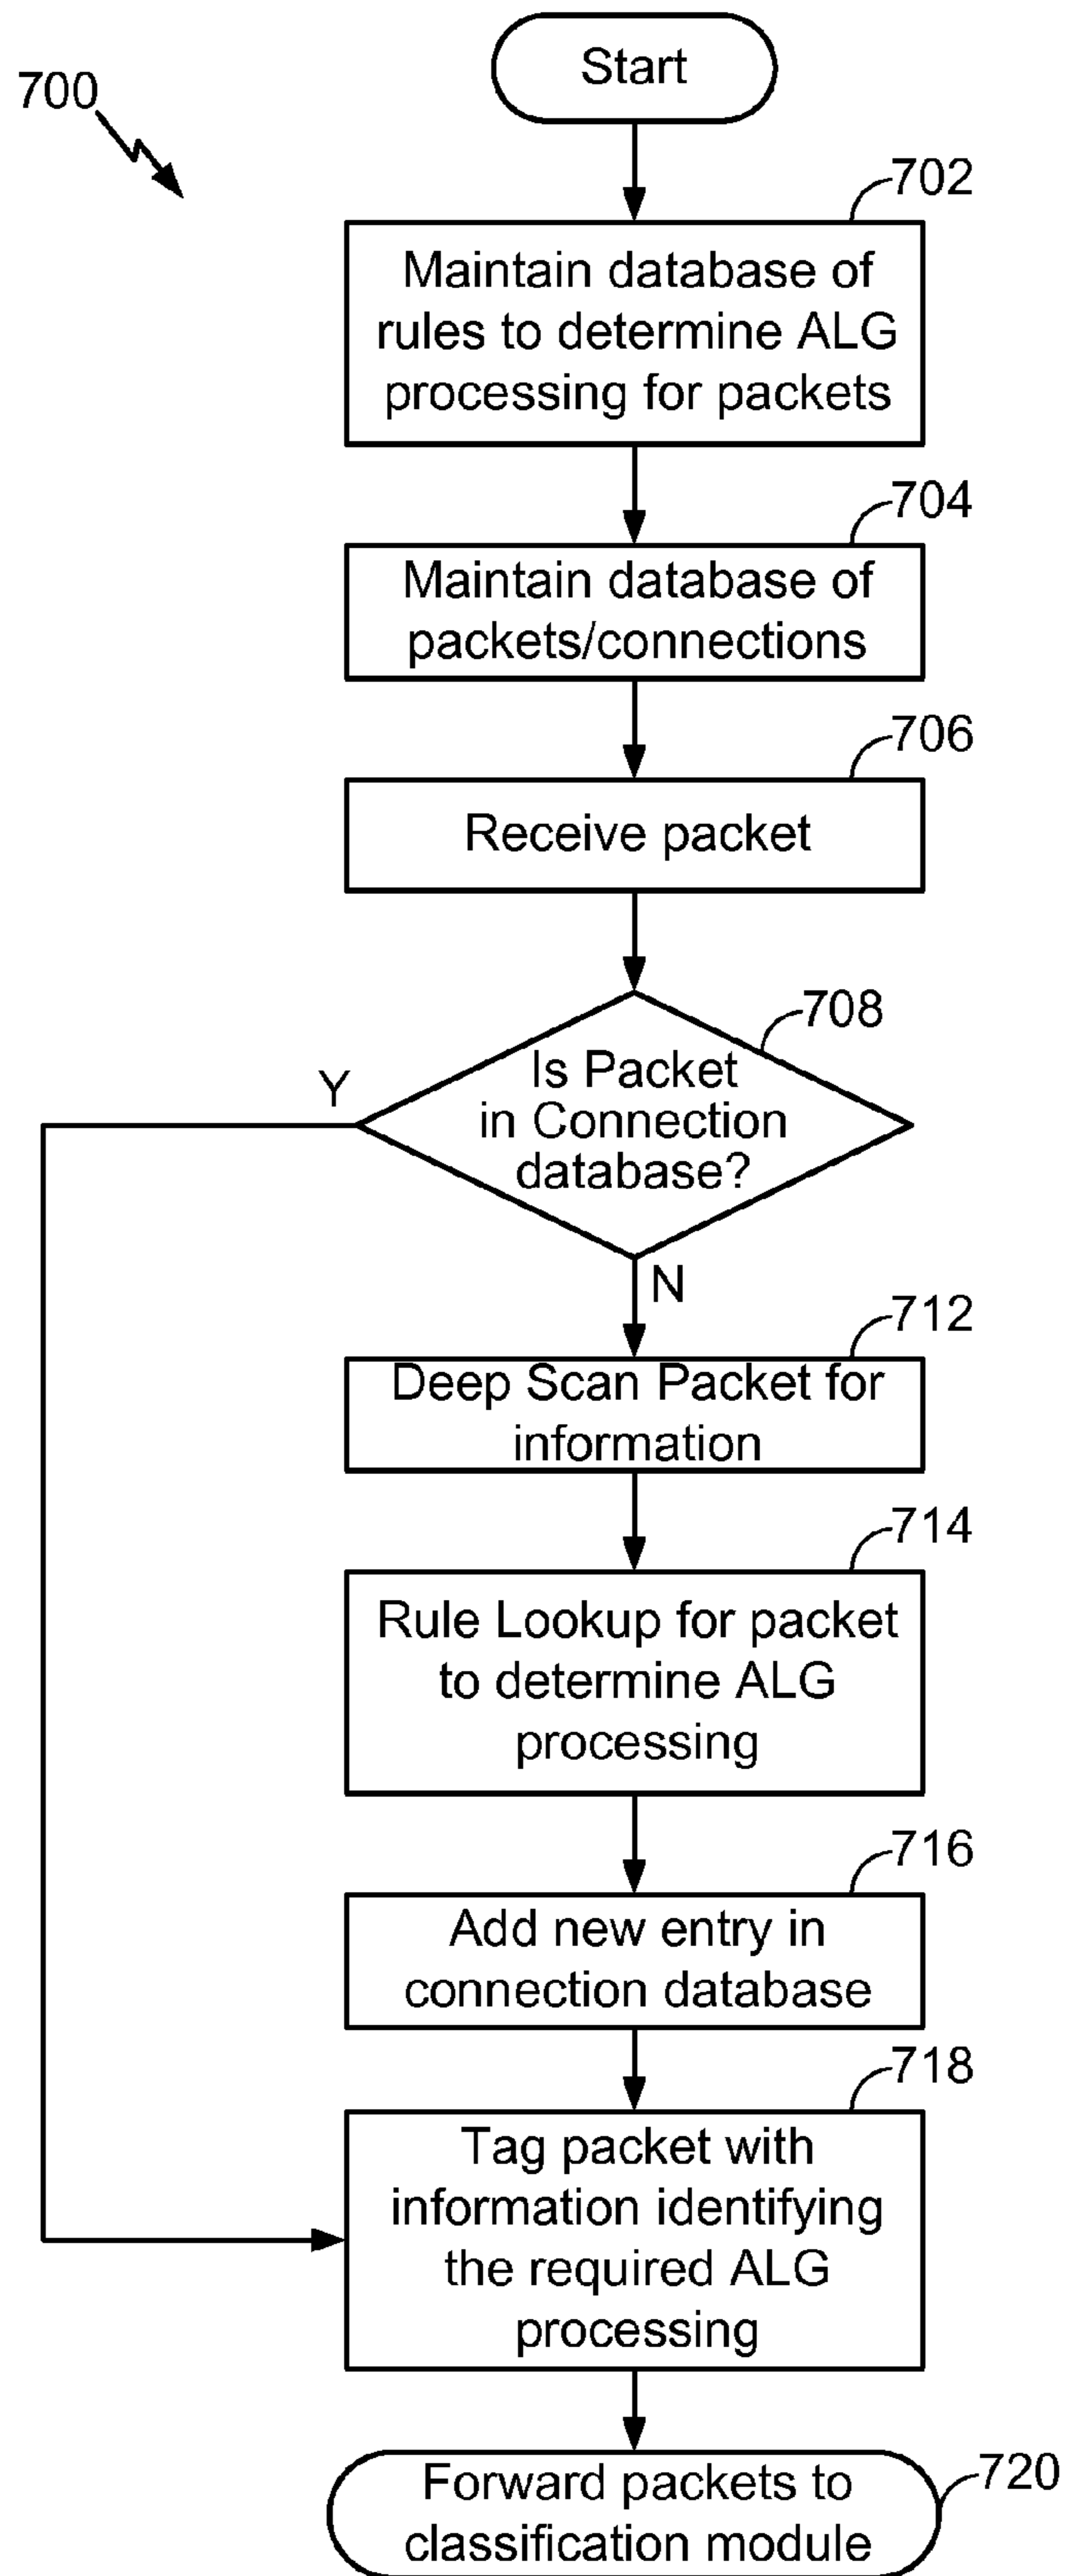 Start
700
702
Maintain database of
rules to determine ALG
processing for packets
704
Maintain database of
packets/connections
706
Receive packet
708
Is Packet
in Connection
database?
Y
N
712
Deep Scan Packet for
information
714
Rule Lookup for packet
to determine ALG
processing
716
Add new entry in
connection database
718
Tag packet with
information identifying
the required ALG
processing
720
Forward packets to
classification module